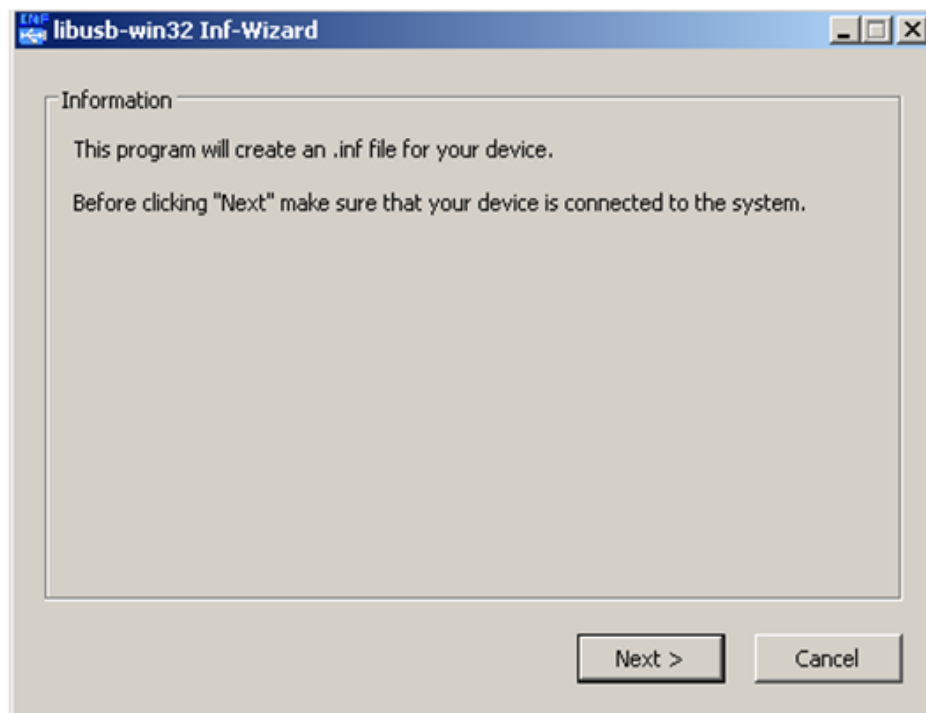 INF
libusb-win32 Inf-Wizard
Information
This program will create an .inf file for your device.
Before clicking "Next" make sure that your device is connected to the system.
Next >
Cancel